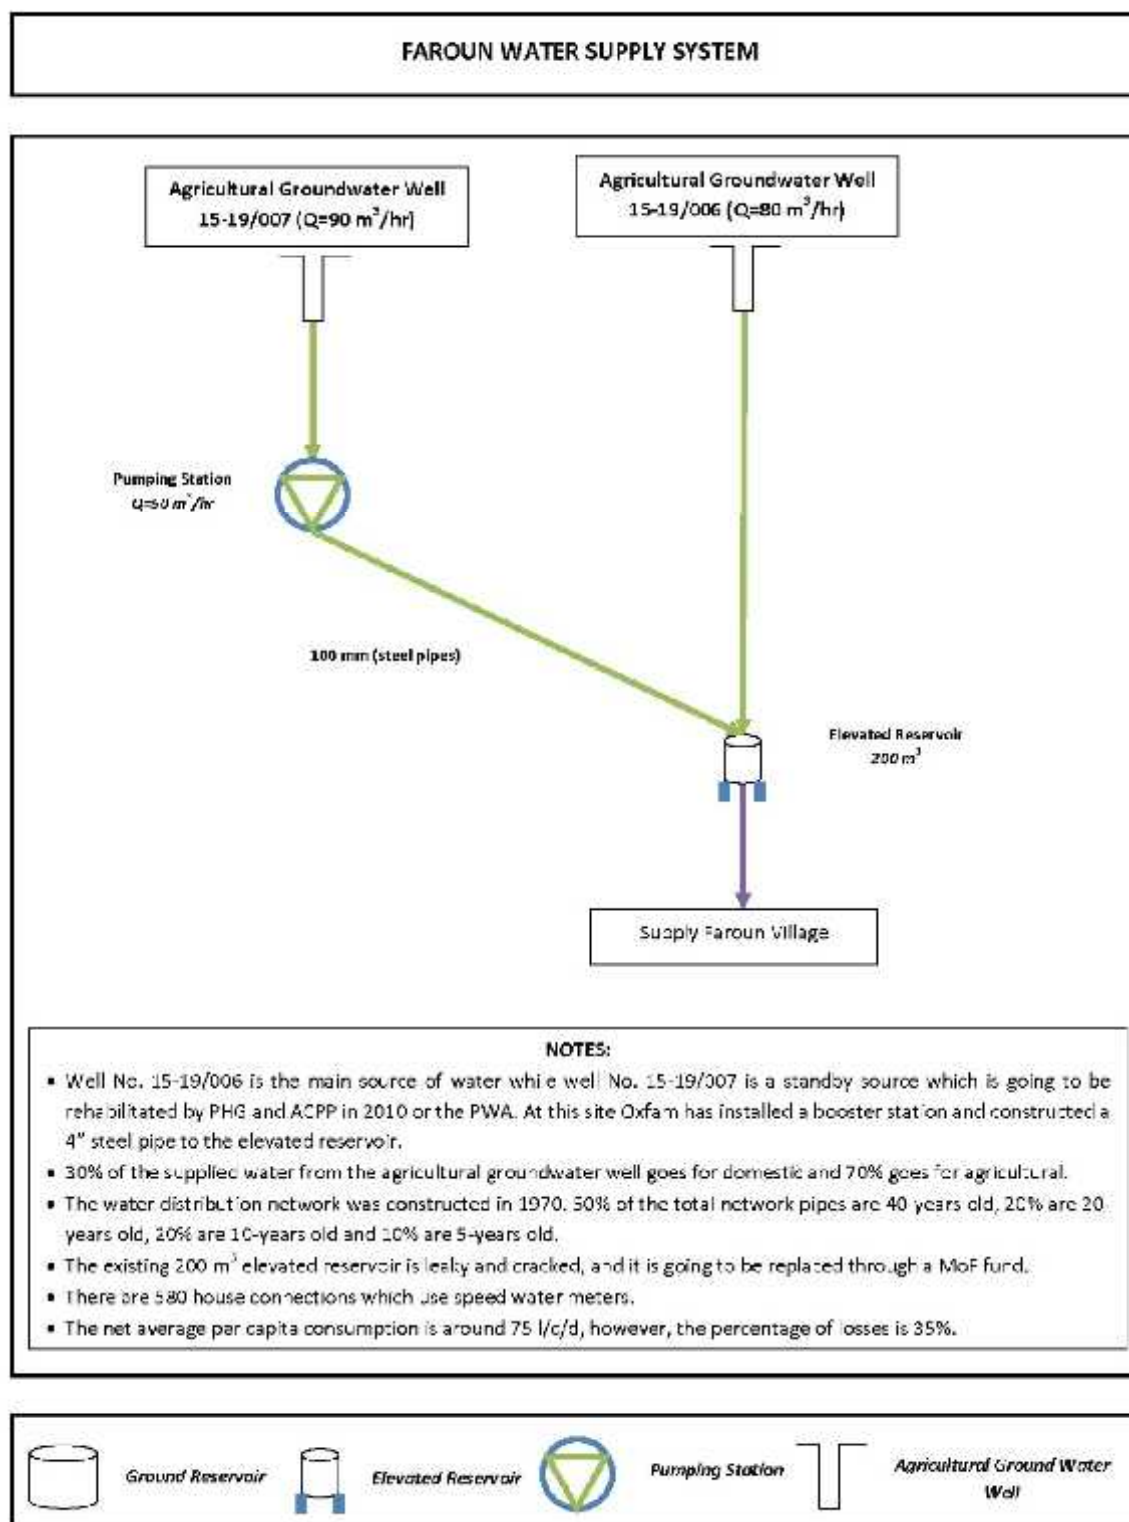 FAROUN WATER SUPPLY SYSTEM
Agricultural Groundwater Well
15-19/007 (Q=90 m³/hr)
Agricultural Groundwater Well
15-19/006 (Q=80 m³/hr)
Pumping Station
m³/hr
100 mm (steel pipes)
Elevated Reservoir
200 m³
Supply Faroun Village
NOTES:
• Well No. 15-19/006 is the main source of water while well No. 15-19/007 is a standby source which is going to be
rehabilitated by PHG and ACPP in 2010 or the PWA. At this site Oxfam has installed a booster station and constructed a
4" steel pipe to the elevated reservoir.
• 30% of the supplied water from the agricultural groundwater well goes for domestic and 70% goes for agricultural.
• The water distribution network was constructed in 1970. 50% of the total network pipes are 40 years old, 20% are 20-
years old, 20% are 10-years old and 10% are 5-years old.
• The existing 200 m³ elevated reservoir is leaky and cracked, and it is going to be replaced through a MoF fund.
• There are 580 house connections which use speed water meters.
• The net average per capita consumption is around 75 l/c/d, however, the percentage of losses is 35%.
Ground Reservoir
Elevated Reservoir
Pumping Station
Agricultural Ground Water
Well